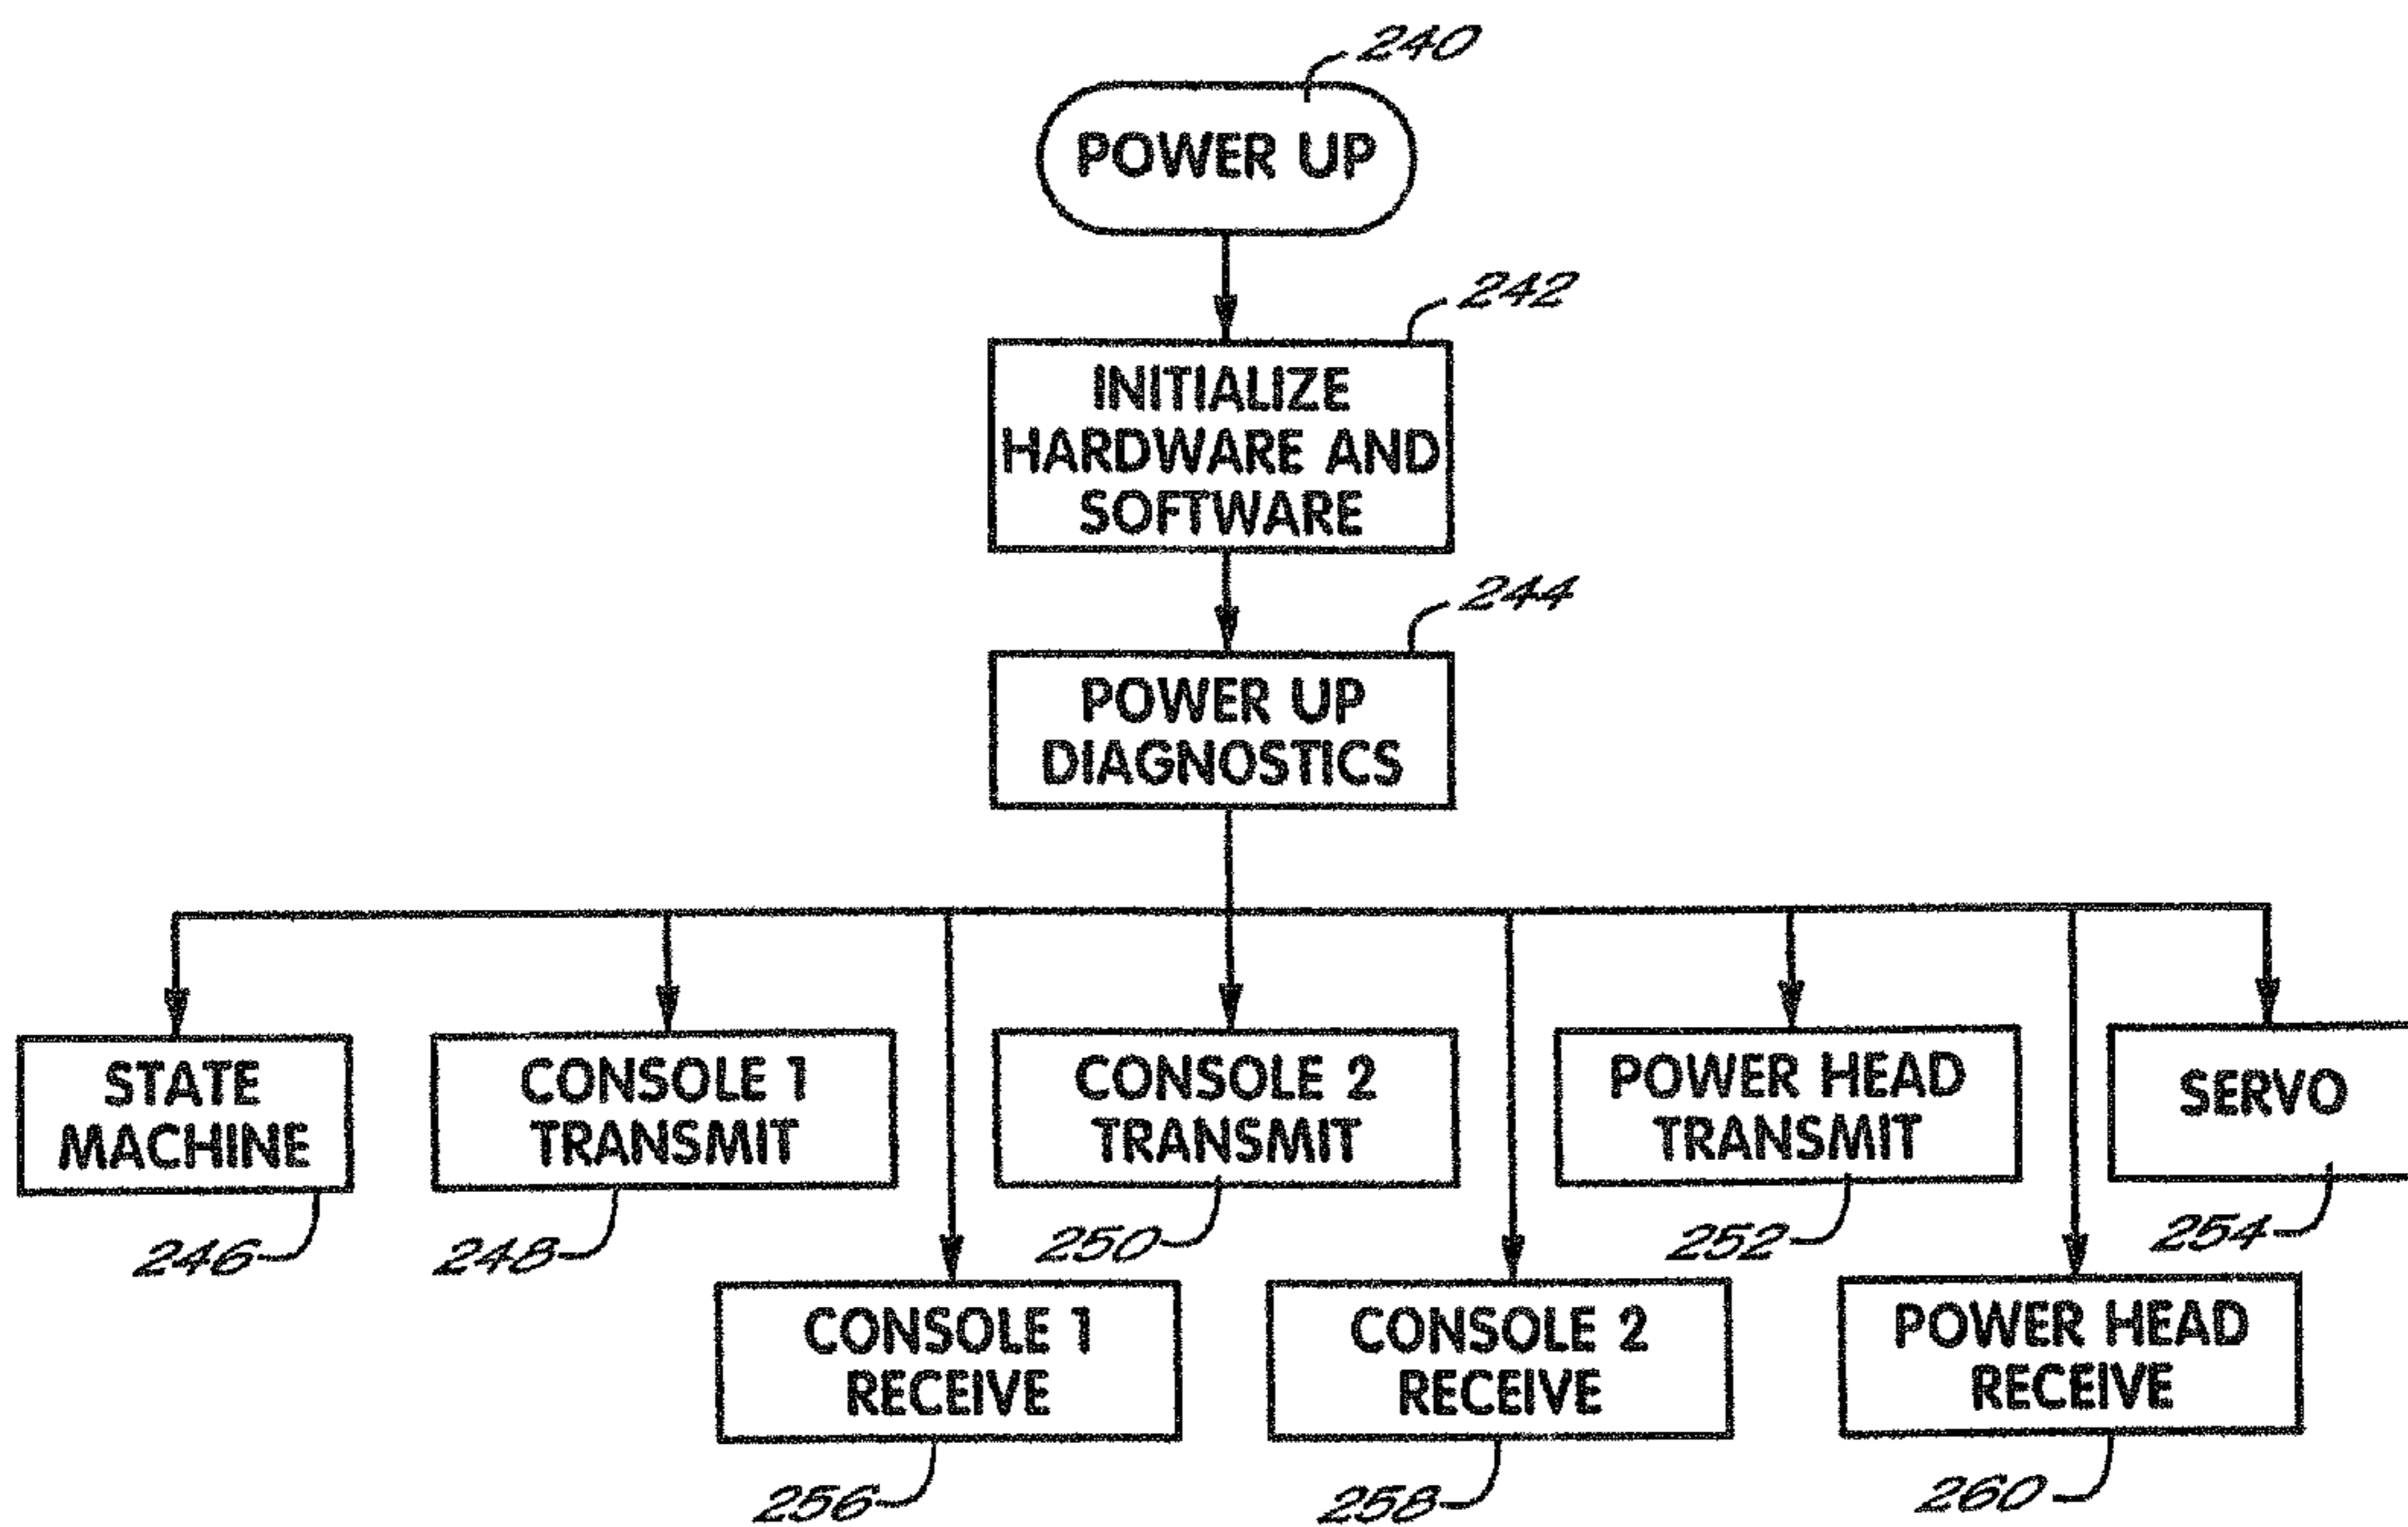 240
POWER UP
242
INITIALIZE
HARDWARE AND
SOFTWARE
244
POWER UP
DIAGNOSTICS
STATE
MACHINE
246
CONSOLE 1
TRANSMIT
248
CONSOLE 2
TRANSMIT
250
POWER HEAD
TRANSMIT
252
SERVO
254
CONSOLE 1
RECEIVE
256
CONSOLE 2
RECEIVE
258
POWER HEAD
RECEIVE
260